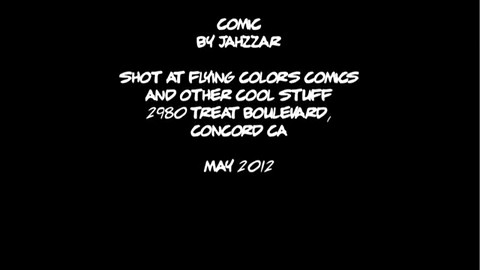 COMIC
BY JAHZZAR
SHOT AT FLYING COLORS COMICS
AND OTHER COOL STUFF
2980 TREAT BOULEVARD,
CONCORD CA
MAY 2012